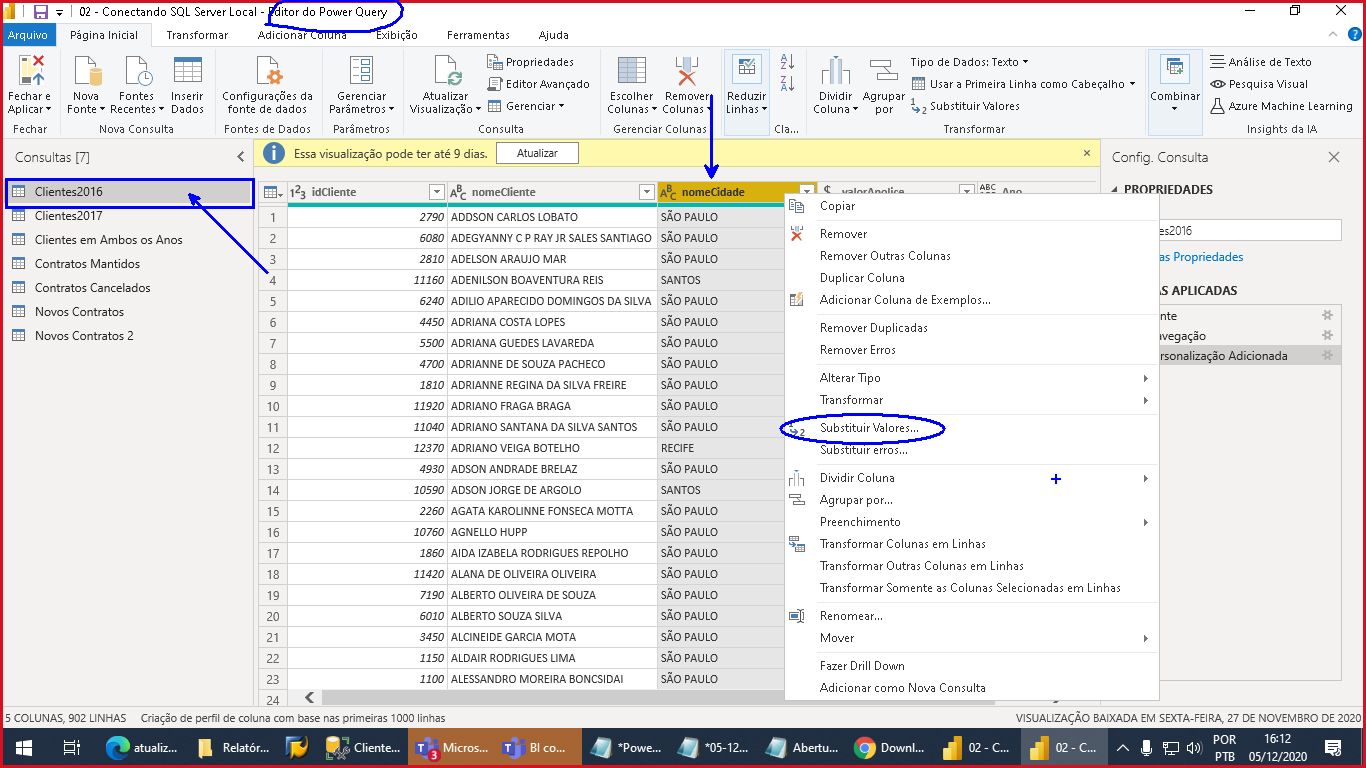 02 - Conectando SQL Server Local - Editor do Power Query
Arquivo Página Inicial Transformar Adicionar Coluna Exibição Ferramentas Ajuda
Fechar e Aplicar
Fechar
Nova Fonte
Fontes Recentes
Inserir Dados
Nova Consulta
Configurações da fonte de dados
Fontes de Dados
Gerenciar Parâmetros
Parâmetros
Atualizar Visualização
Propriedades
Editor Avançado
Gerenciar
Consulta
Escolher Colunas
Remover Colunas
Gerenciar Colunas
Reduzir Linhas
Cla...
Dividir Coluna
Agrupar por
Tipo de Dados: Texto
Usar a Primeira Linha como Cabeçalho
Substituir Valores
Transformar
Combinar
Análise de Texto
Pesquisa Visual
Azure Machine Learning
Insights da IA
Consultas [7]
Clientes2016
Clientes2017
Clientes em Ambos os Anos
Contratos Mantidos
Contratos Cancelados
Novos Contratos
Novos Contratos 2
Essa visualização pode ter até 9 dias. Atualizar
idCliente nomeCliente nomeCidade valorApolice Ano
1 2790 ADDSON CARLOS LOBATO SÃO PAULO
2 6080 ADEGYANNY C P RAY JR SALES SANTIAGO SÃO PAULO
3 2810 ADELSON ARAUJO MAR SÃO PAULO
4 11160 ADENILSON BOAVENTURA REIS SANTOS
5 6240 ADILIO APARECIDO DOMINGOS DA SILVA SÃO PAULO
6 4450 ADRIANA COSTA LOPES SÃO PAULO
7 5500 ADRIANA GUEDES LAVAREDA SÃO PAULO
8 4700 ADRIANNE DE SOUZA PACHECO SÃO PAULO
9 1810 ADRIANNE REGINA DA SILVA FREIRE SÃO PAULO
10 11920 ADRIANO FRAGA BRAGA SÃO PAULO
11 11040 ADRIANO SANTANA DA SILVA SANTOS SÃO PAULO
12 12370 ADRIANO VEIGA BOTELHO RECIFE
13 4930 ADSON ANDRADE BRELAZ SÃO PAULO
14 10590 ADSON JORGE DE ARGOLO SANTOS
15 2260 AGATA KAROLINNE FONSECA MOTTA SÃO PAULO
16 10760 AGNELLO HUPP SÃO PAULO
17 1860 AIDA IZABELA RODRIGUES REPOLHO SÃO PAULO
18 11420 ALANA DE OLIVEIRA OLIVEIRA SÃO PAULO
19 7190 ALBERTO OLIVEIRA DE SOUZA SÃO PAULO
20 6010 ALBERTO SOUZA SILVA SÃO PAULO
21 3450 ALCINEIDE GARCIA MOTA SÃO PAULO
22 1150 ALDAIR RODRIGUES LIMA SÃO PAULO
23 1100 ALESSANDRO MOREIRA BONCSIDAI SÃO PAULO
24
Copiar
Remover
Remover Outras Colunas
Duplicar Coluna
Adicionar Coluna de Exemplos...
Remover Duplicadas
Remover Erros
Alterar Tipo
Transformar
Substituir Valores...
Substituir erros...
Dividir Coluna
Agrupar por...
Preenchimento
Transformar Colunas em Linhas
Transformar Outras Colunas em Linhas
Transformar Somente as Colunas Selecionadas em Linhas
Renomear...
Mover
Fazer Drill Down
Adicionar como Nova Consulta
Config. Consulta
PROPRIEDADES
es2016
as Propriedades
AS APLICADAS
nte
avegação
ersonalização Adicionada
5 COLUNAS, 902 LINHAS Criação de perfil de coluna com base nas primeiras 1000 linhas VISUALIZAÇÃO BAIXADA EM SEXTA-FEIRA, 27 DE NOVEMBRO DE 2020
atualiz... Relatór... Cliente... Micros... BI co... *Powe... *05-12... Abertu... Downl... 02 - C... 02 - C...
3
POR
PTB
16:12
05/12/2020